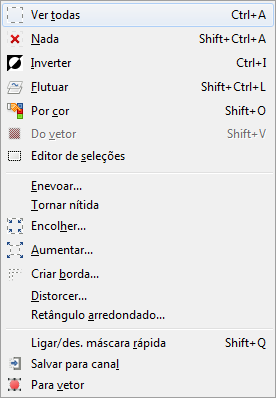 Ver todas Ctrl+A
Nada Shift+Ctrl+A
Inverter Ctrl+I
Flutuar Shift+Ctrl+L
Por cor Shift+O
Do vetor Shift+V
Editor de seleções
Enevoar...
Tornar nítida
Encolher...
Aumentar...
Criar borda...
Distorcer...
Retângulo arredondado...
Ligar/des. máscara rápida Shift+Q
Salvar para canal
Para vetor